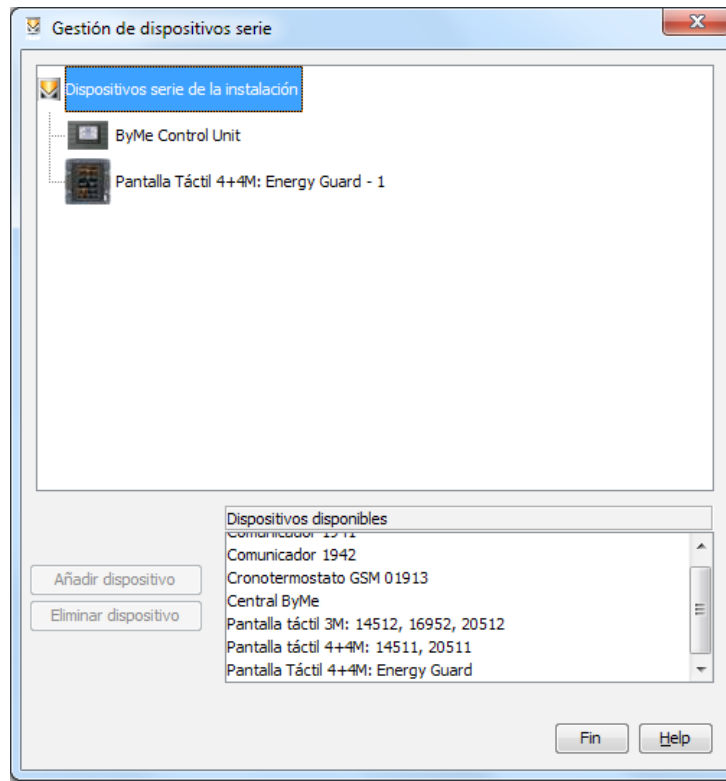 Gestión de dispositivos serie
Dispositivos serie de la instalación
ByMe Control Unit
Pantalla Táctil 4+4M: Energy Guard - 1
Dispositivos disponibles
Comunicador 1941
Comunicador 1942
Cronotermostato GSM 01913
Central ByMe
Pantalla táctil 3M: 14512, 16952, 20512
Pantalla táctil 4+4M: 14511, 20511
Pantalla Táctil 4+4M: Energy Guard
Añadir dispositivo
Eliminar dispositivo
Fin
Help